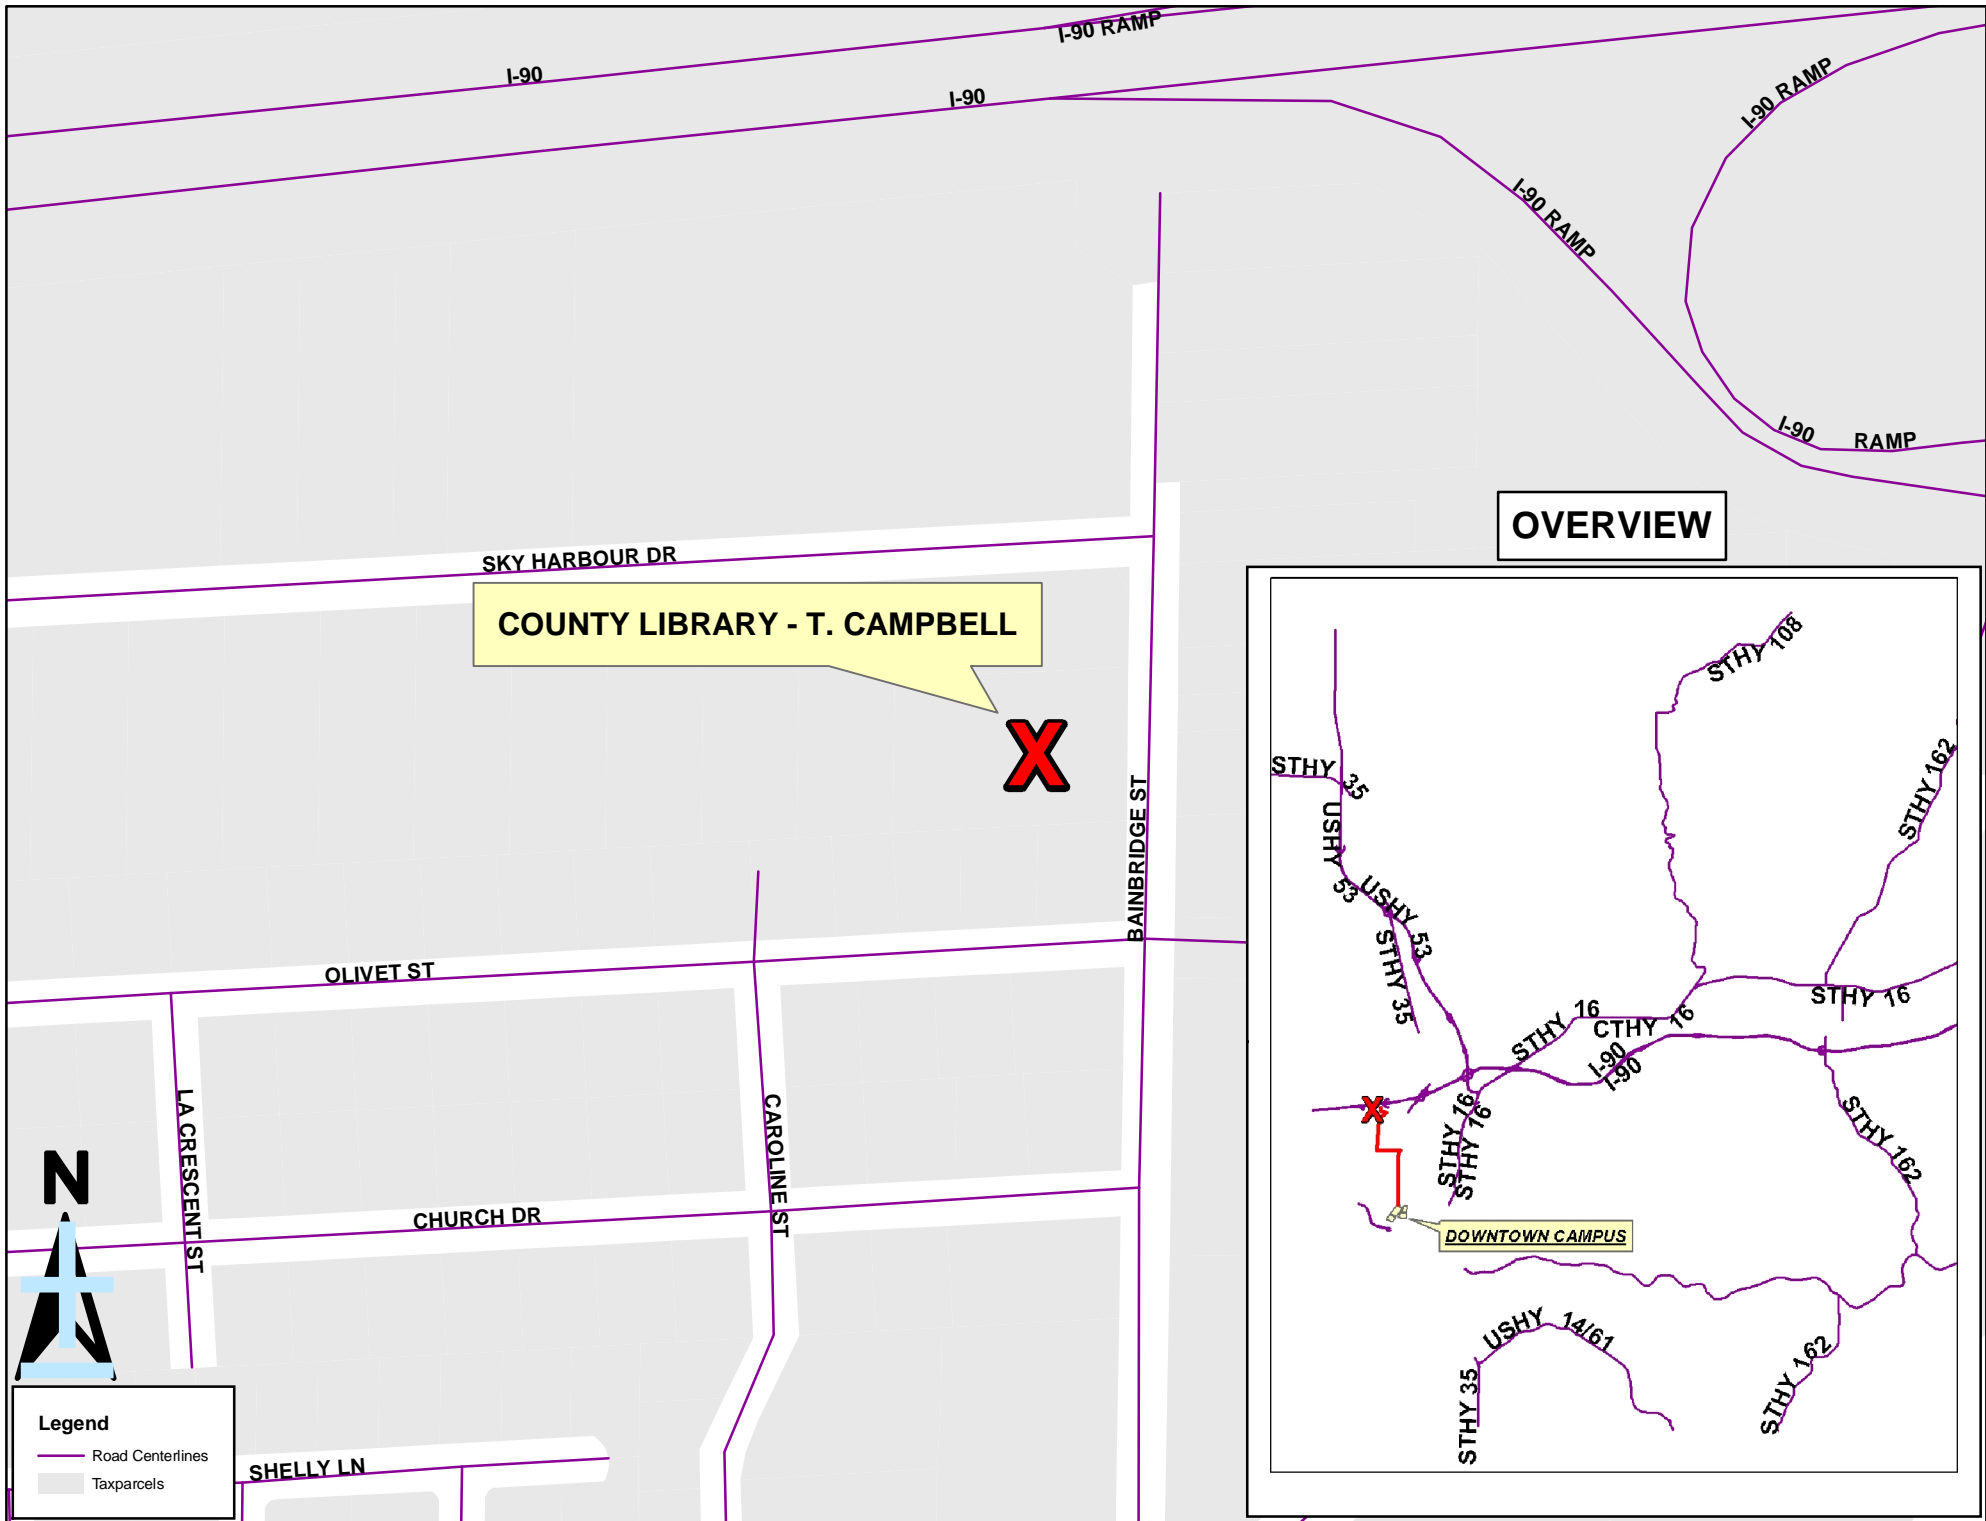 I-90 RAMP
I-90
I-90
I-90 RAMP
I-90 RAMP
I-90 RAMP
SKY HARBOUR DR
COUNTY LIBRARY - T. CAMPBELL
X
BAINBRIDGE ST
OLIVET ST
LA CRESCENT ST
CAROLINE ST
CHURCH DR
SHELLY LN
N
Legend
Road Centerlines
Taxparcels
OVERVIEW
STHY 108
STHY 162
STHY 35
USHY 53
USHY 53
STHY 35
STHY 16
CTHY 16
STHY 16
I-90
I-90
X
STHY 16
STHY 16
STHY 162
DOWNTOWN CAMPUS
USHY 14/61
STHY 35
STHY 162